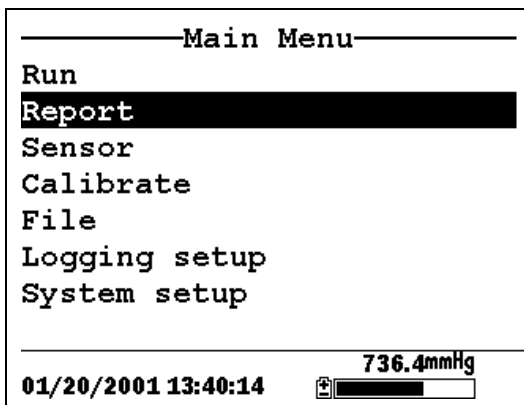 Main Menu
Run
Report
Sensor
Calibrate
File
Logging setup
System setup
736.4mmHg
01/20/2001 13:40:14